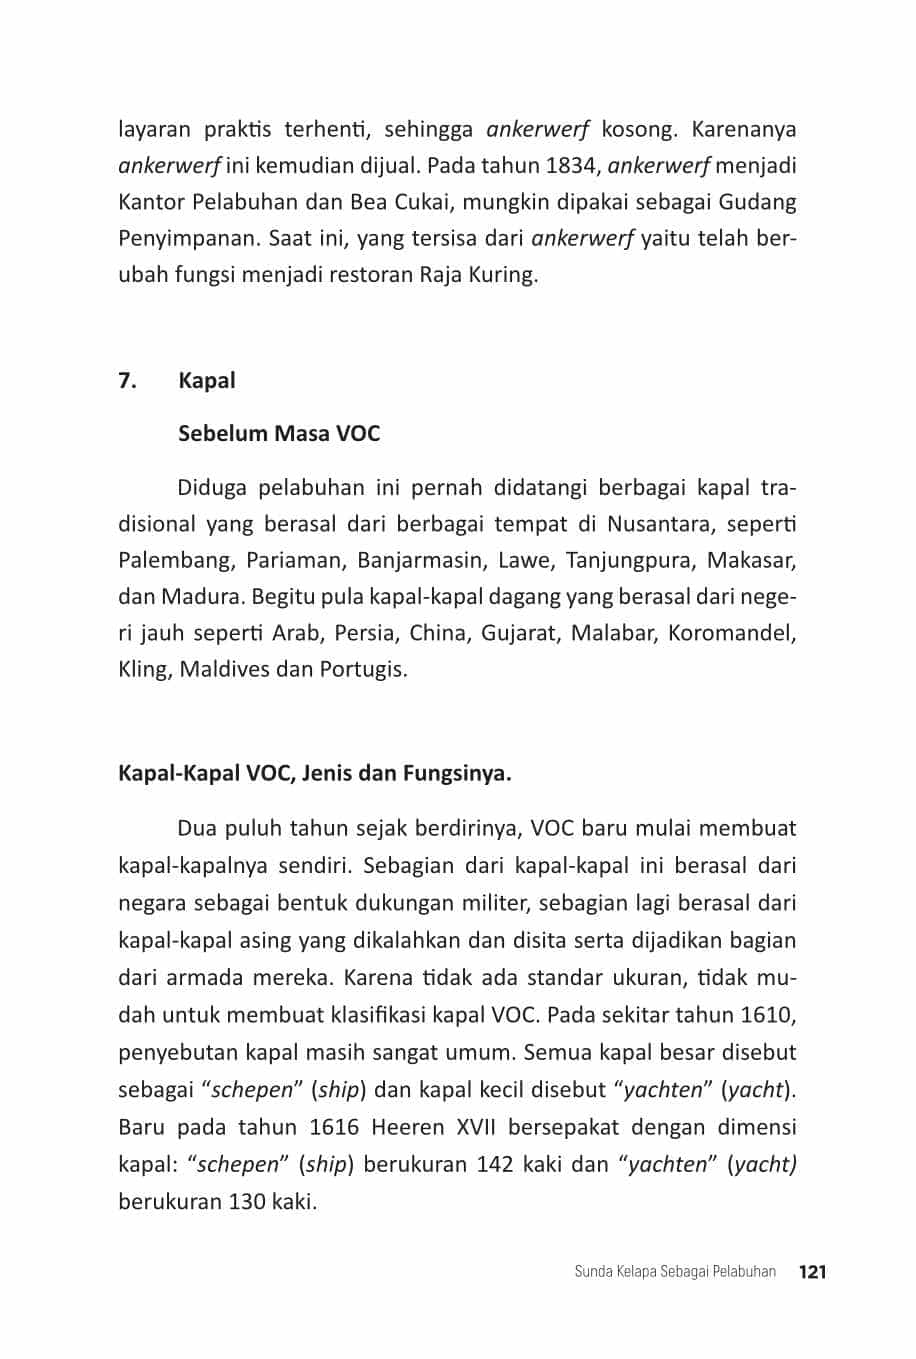 layaran praktis terhenti, sehingga ankerwerf kosong. Karenanya
ankerwerf ini kemudian dijual. Pada tahun 1834, ankerwerf menjadi
Kantor Pelabuhan dan Bea Cukai, mungkin dipakai sebagai Gudang
Penyimpanan. Saat ini, yang tersisa dari ankerwerf yaitu telah ber-
ubah fungsi menjadi restoran Raja Kuring.
7. Kapal
Sebelum Masa VOC
Diduga pelabuhan ini pernah didatangi berbagai kapal tra-
disional yang berasal dari berbagai tempat di Nusantara, seperti
Palembang, Pariaman, Banjarmasin, Lawe, Tanjungpura, Makasar,
dan Madura. Begitu pula kapal-kapal dagang yang berasal dari nege-
ri jauh seperti Arab, Persia, China, Gujarat, Malabar, Koromandel,
Kling, Maldives dan Portugis.
Kapal-Kapal VOC, Jenis dan Fungsinya.
Dua puluh tahun sejak berdirinya, VOC baru mulai membuat
kapal-kapalnya sendiri. Sebagian dari kapal-kapal ini berasal dari
negara sebagai bentuk dukungan militer, sebagian lagi berasal dari
kapal-kapal asing yang dikalahkan dan disita serta dijadikan bagian
dari armada mereka. Karena tidak ada standar ukuran, tidak mu-
dah untuk membuat klasifikasi kapal VOC. Pada sekitar tahun 1610,
penyebutan kapal masih sangat umum. Semua kapal besar disebut
sebagai “schepen” (ship) dan kapal kecil disebut “yachten” (yacht).
Baru pada tahun 1616 Heeren XVII bersepakat dengan dimensi
kapal: “schepen” (ship) berukuran 142 kaki dan “yachten” (yacht)
berukuran 130 kaki.
Sunda Kelapa Sebagai Pelabuhan 121